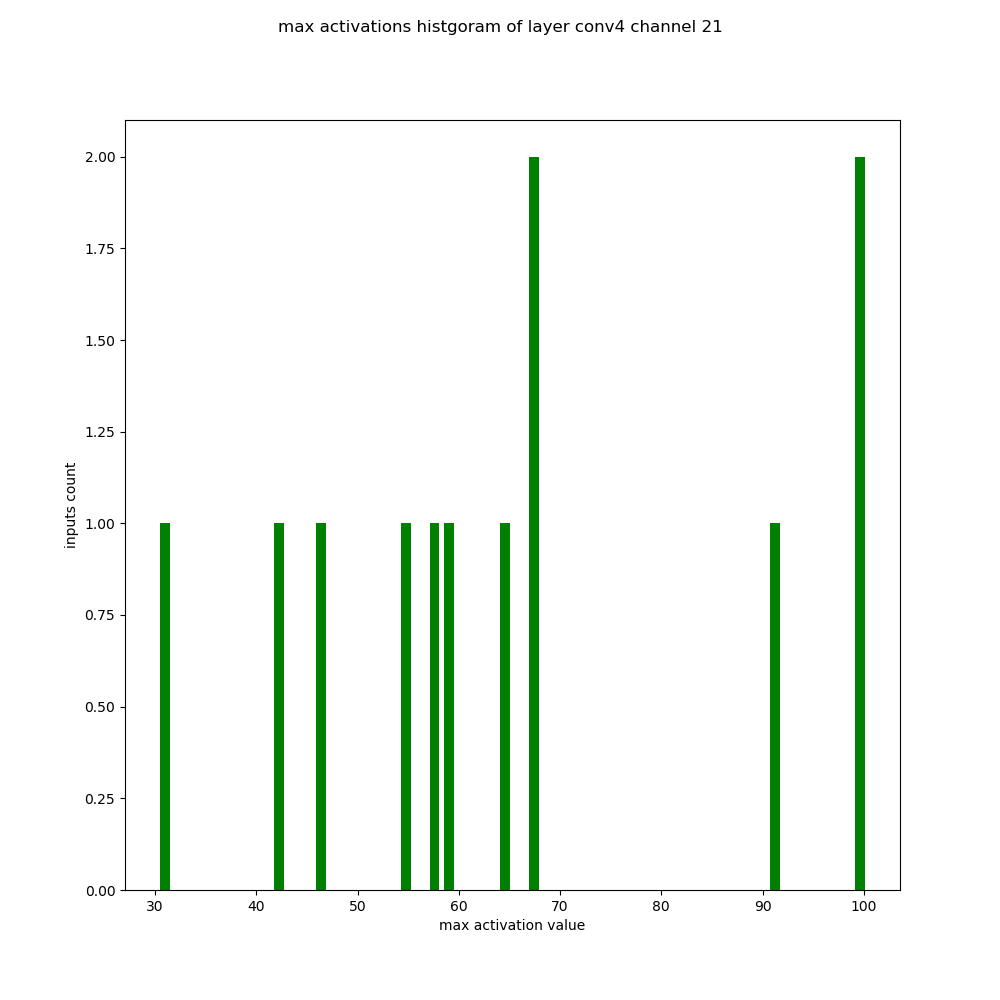 max activations histgoram of layer conv4 channel 21
2.00
1.75
1.50
1.25
1.00
0.75
0.50
0.25
0.00
inputs count
30 40 50 60 70 80 90 100
max activation value